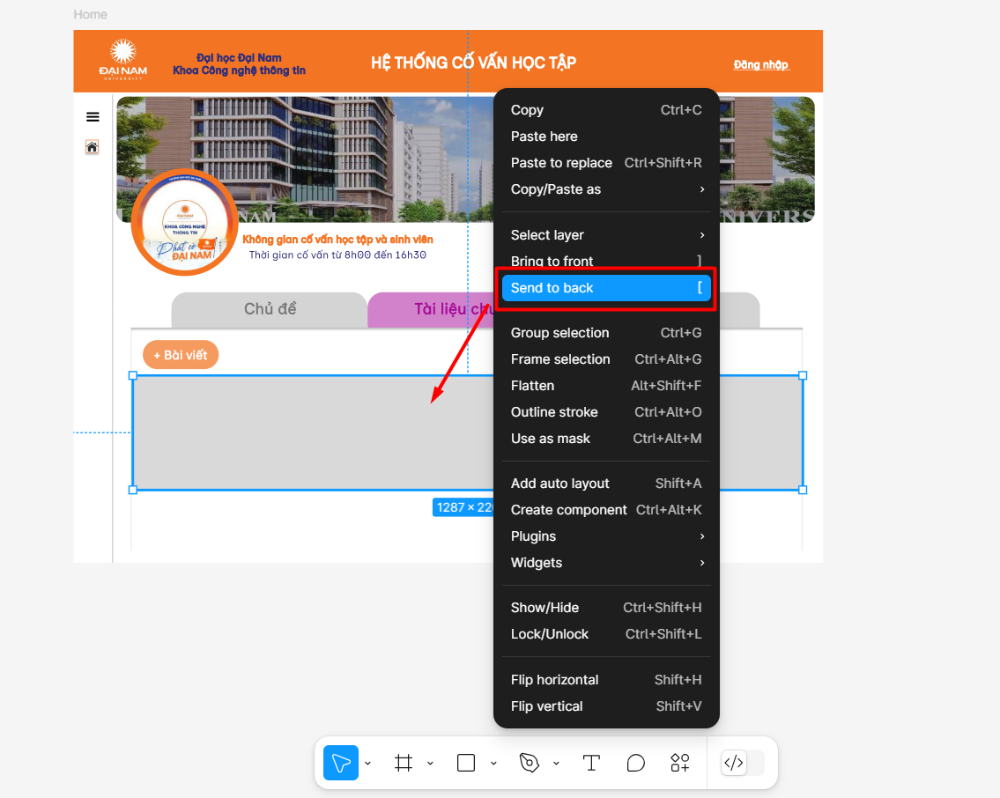 Home
ĐẠI NAM
UNIVERSITY
Đại học Đại Nam
Khoa Công nghệ thông tin
HỆ THỐNG CỐ VẤN HỌC TẬP
Đăng nhập
NAM
UNIVERS
KHOA CÔNG NGHỆ
THÔNG TIN
ĐẠI NAM
Không gian cố vấn học tập và sinh viên
Thời gian cố vấn từ 8h00 đến 16h30
Chủ đề
Tài liệu chu
+ Bài viết
1287 × 22
Copy Ctrl+C
Paste here
Paste to replace Ctrl+Shift+R
Copy/Paste as
Select layer
Bring to front ]
Send to back [
Group selection Ctrl+G
Frame selection Ctrl+Alt+G
Flatten Alt+Shift+F
Outline stroke Ctrl+Alt+O
Use as mask Ctrl+Alt+M
Add auto layout Shift+A
Create component Ctrl+Alt+K
Plugins
Widgets
Show/Hide Ctrl+Shift+H
Lock/Unlock Ctrl+Shift+L
Flip horizontal Shift+H
Flip vertical Shift+V